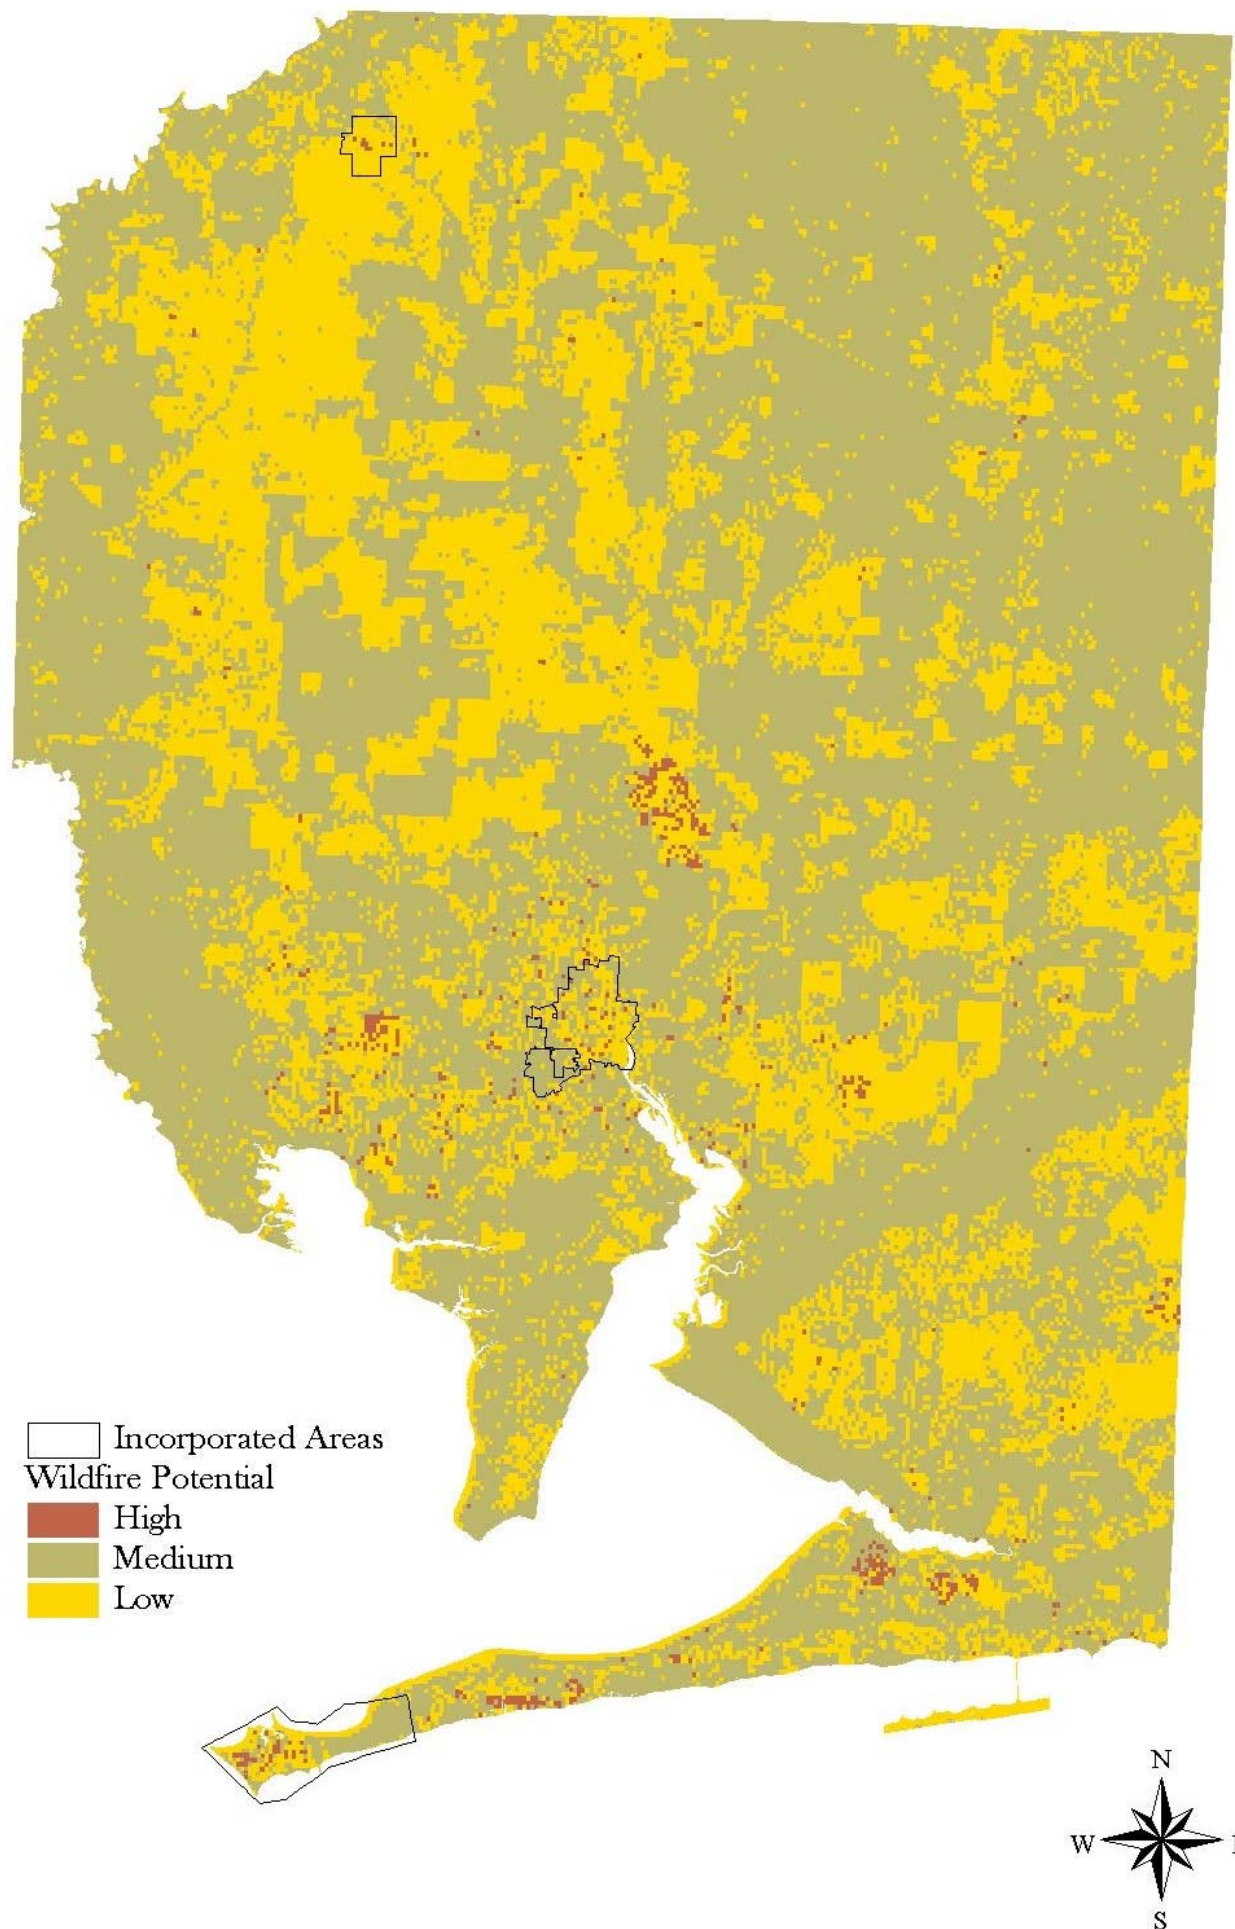 Incorporated Areas
Wildfire Potential
High
Medium
Low
N
W
S